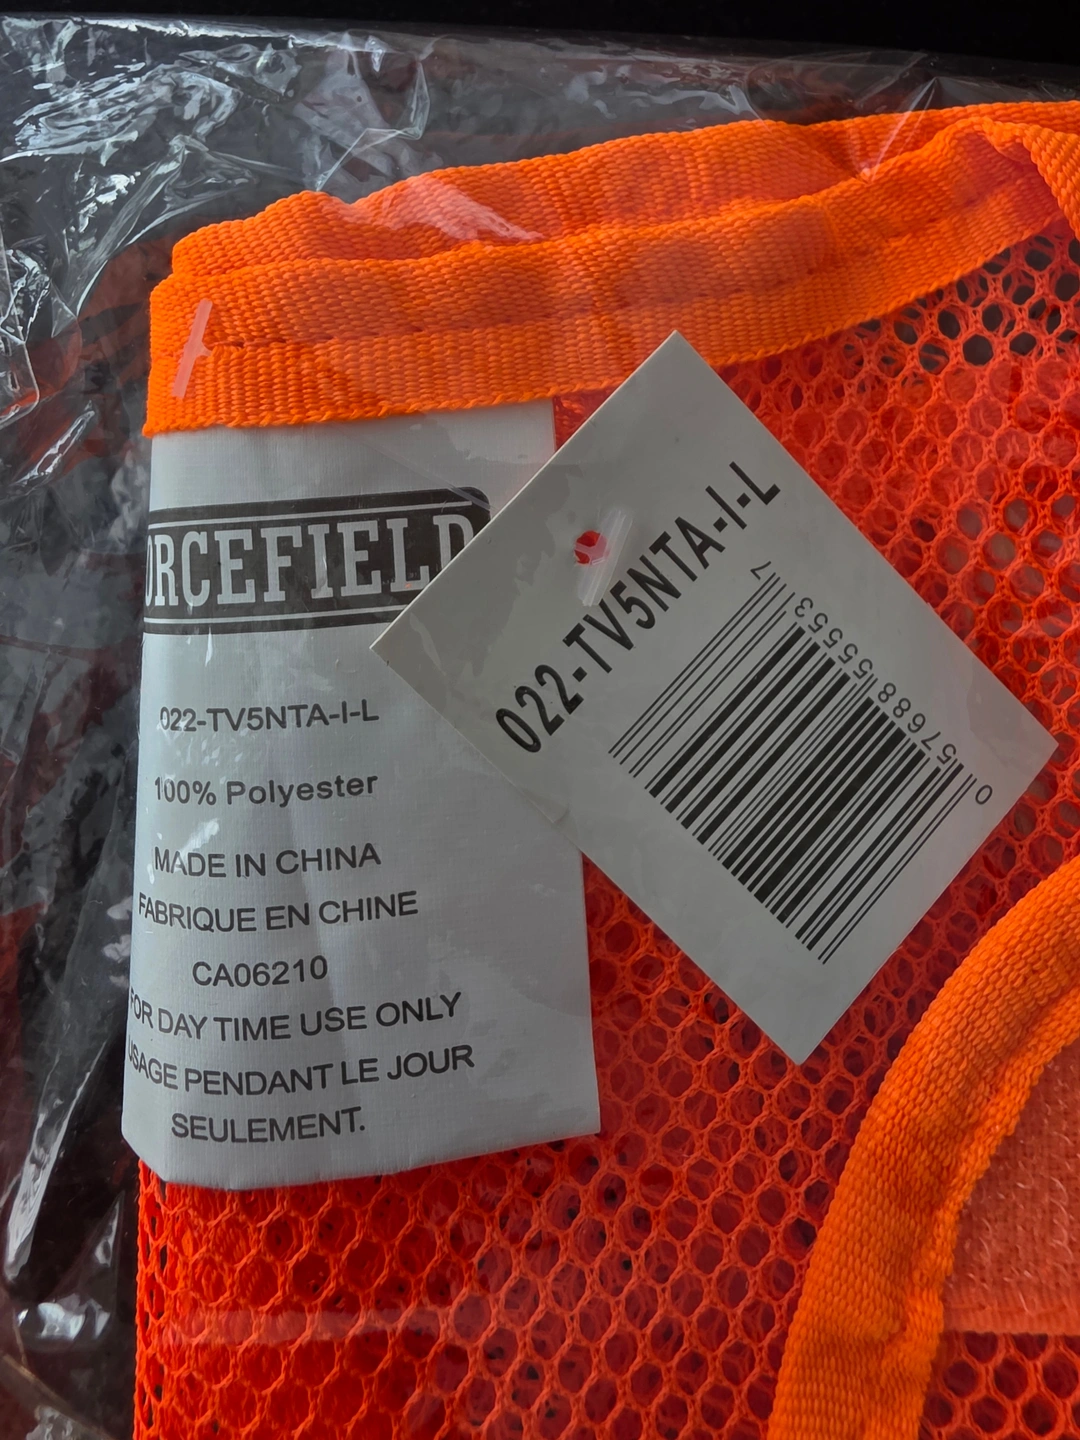 ORCEFIELD
022-TV5NTA-I-L
100% Polyester
MADE IN CHINA
FABRIQUE EN CHINE
CA06210
FOR DAY TIME USE ONLY
USAGE PENDANT LE JOUR
SEULEMENT.
022-TV5NTA-I-L
0 57688 55553 7